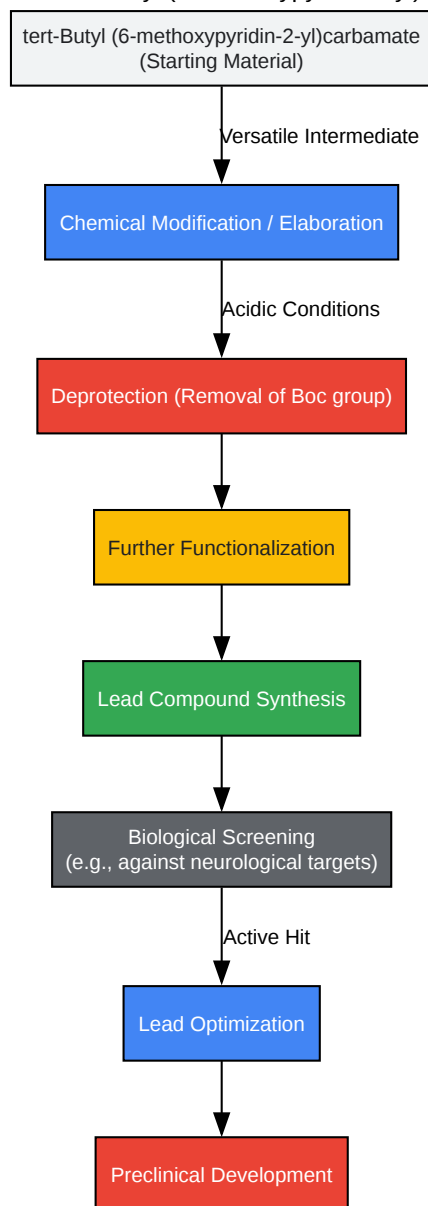 tert-Butyl (6-methoxypyridin-2-yl)carbamate
(Starting Material)
Versatile Intermediate
Chemical Modification / Elaboration
Acidic Conditions
Deprotection (Removal of Boc group)
Further Functionalization
Lead Compound Synthesis
Biological Screening
(e.g., against neurological targets)
Active Hit
Lead Optimization
Preclinical Development